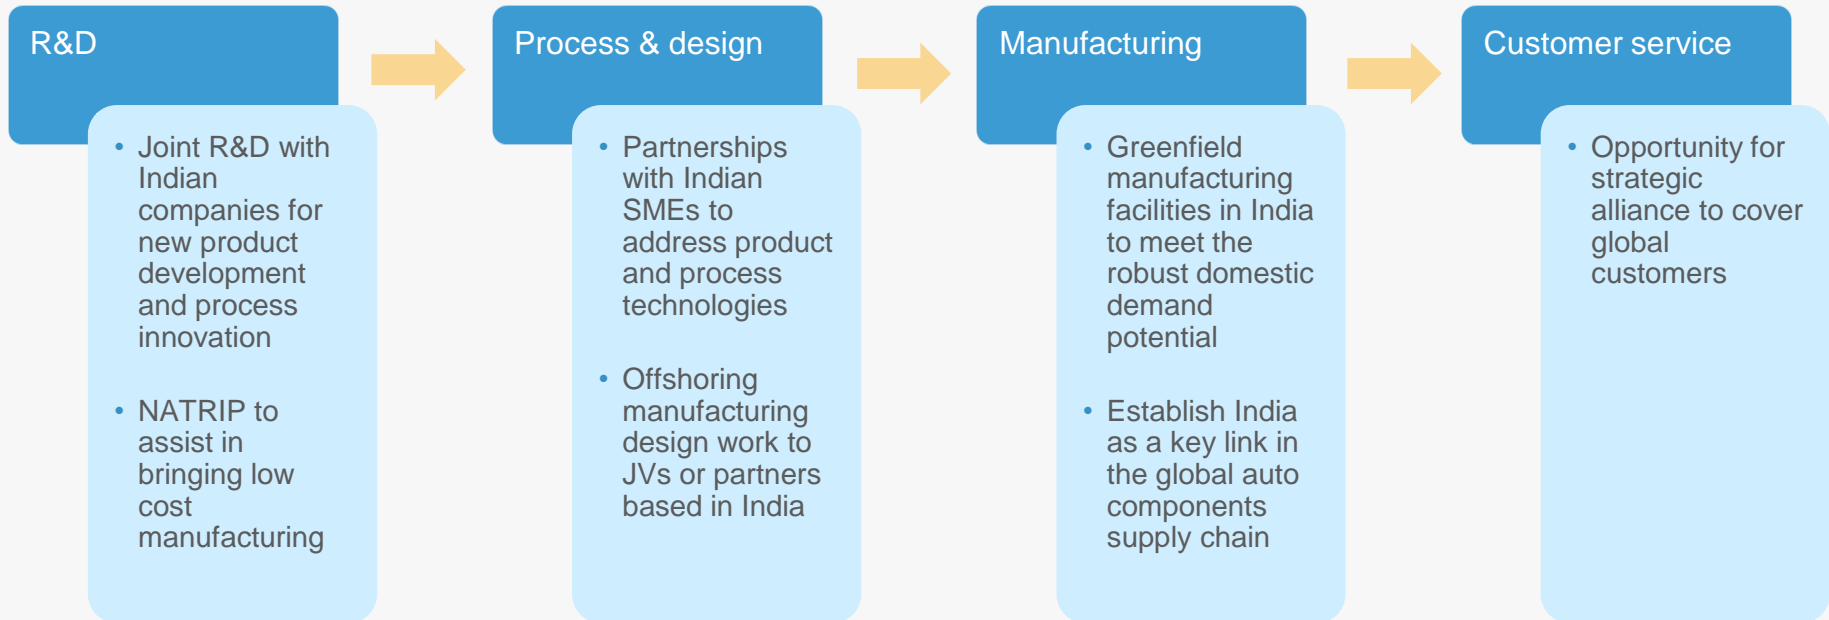 R&D
• Joint R&D with
Indian
companies for
new product
development
and process
innovation
• NATRIP to
assist in
bringing low
cost
manufacturing
Process & design
• Partnerships
with Indian
SMEs to
address product
and process
technologies
• Offshoring
manufacturing
design work to
JVs or partners
based in India
Manufacturing
• Greenfield
manufacturing
facilities in India
to meet the
robust domestic
demand
potential
• Establish India
as a key link in
the global auto
components
supply chain
Customer service
• Opportunity for
strategic
alliance to cover
global
customers